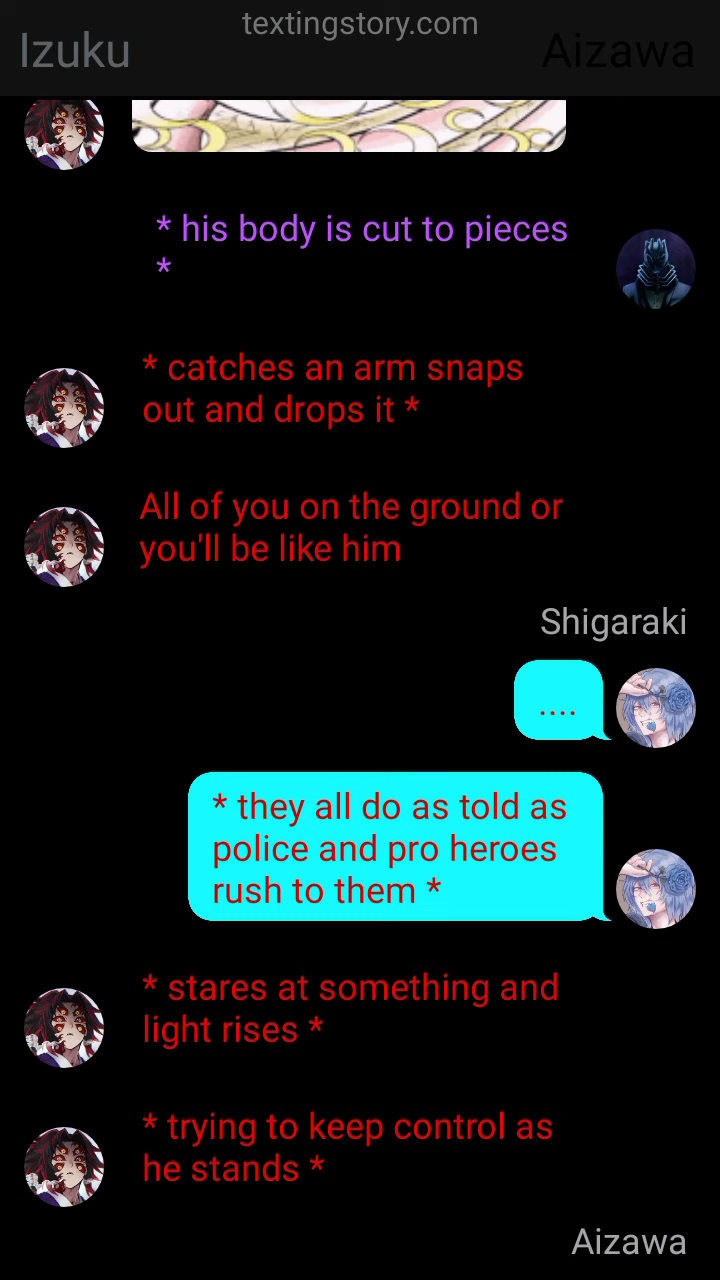 textingstory.com
Izuku
Aizawa
* his body is cut to pieces
*
* catches an arm snaps
out and drops it *
All of you on the ground or
you'll be like him
Shigaraki
....
* they all do as told as
police and pro heroes
rush to them *
* stares at something and
light rises *
* trying to keep control as
he stands *
Aizawa